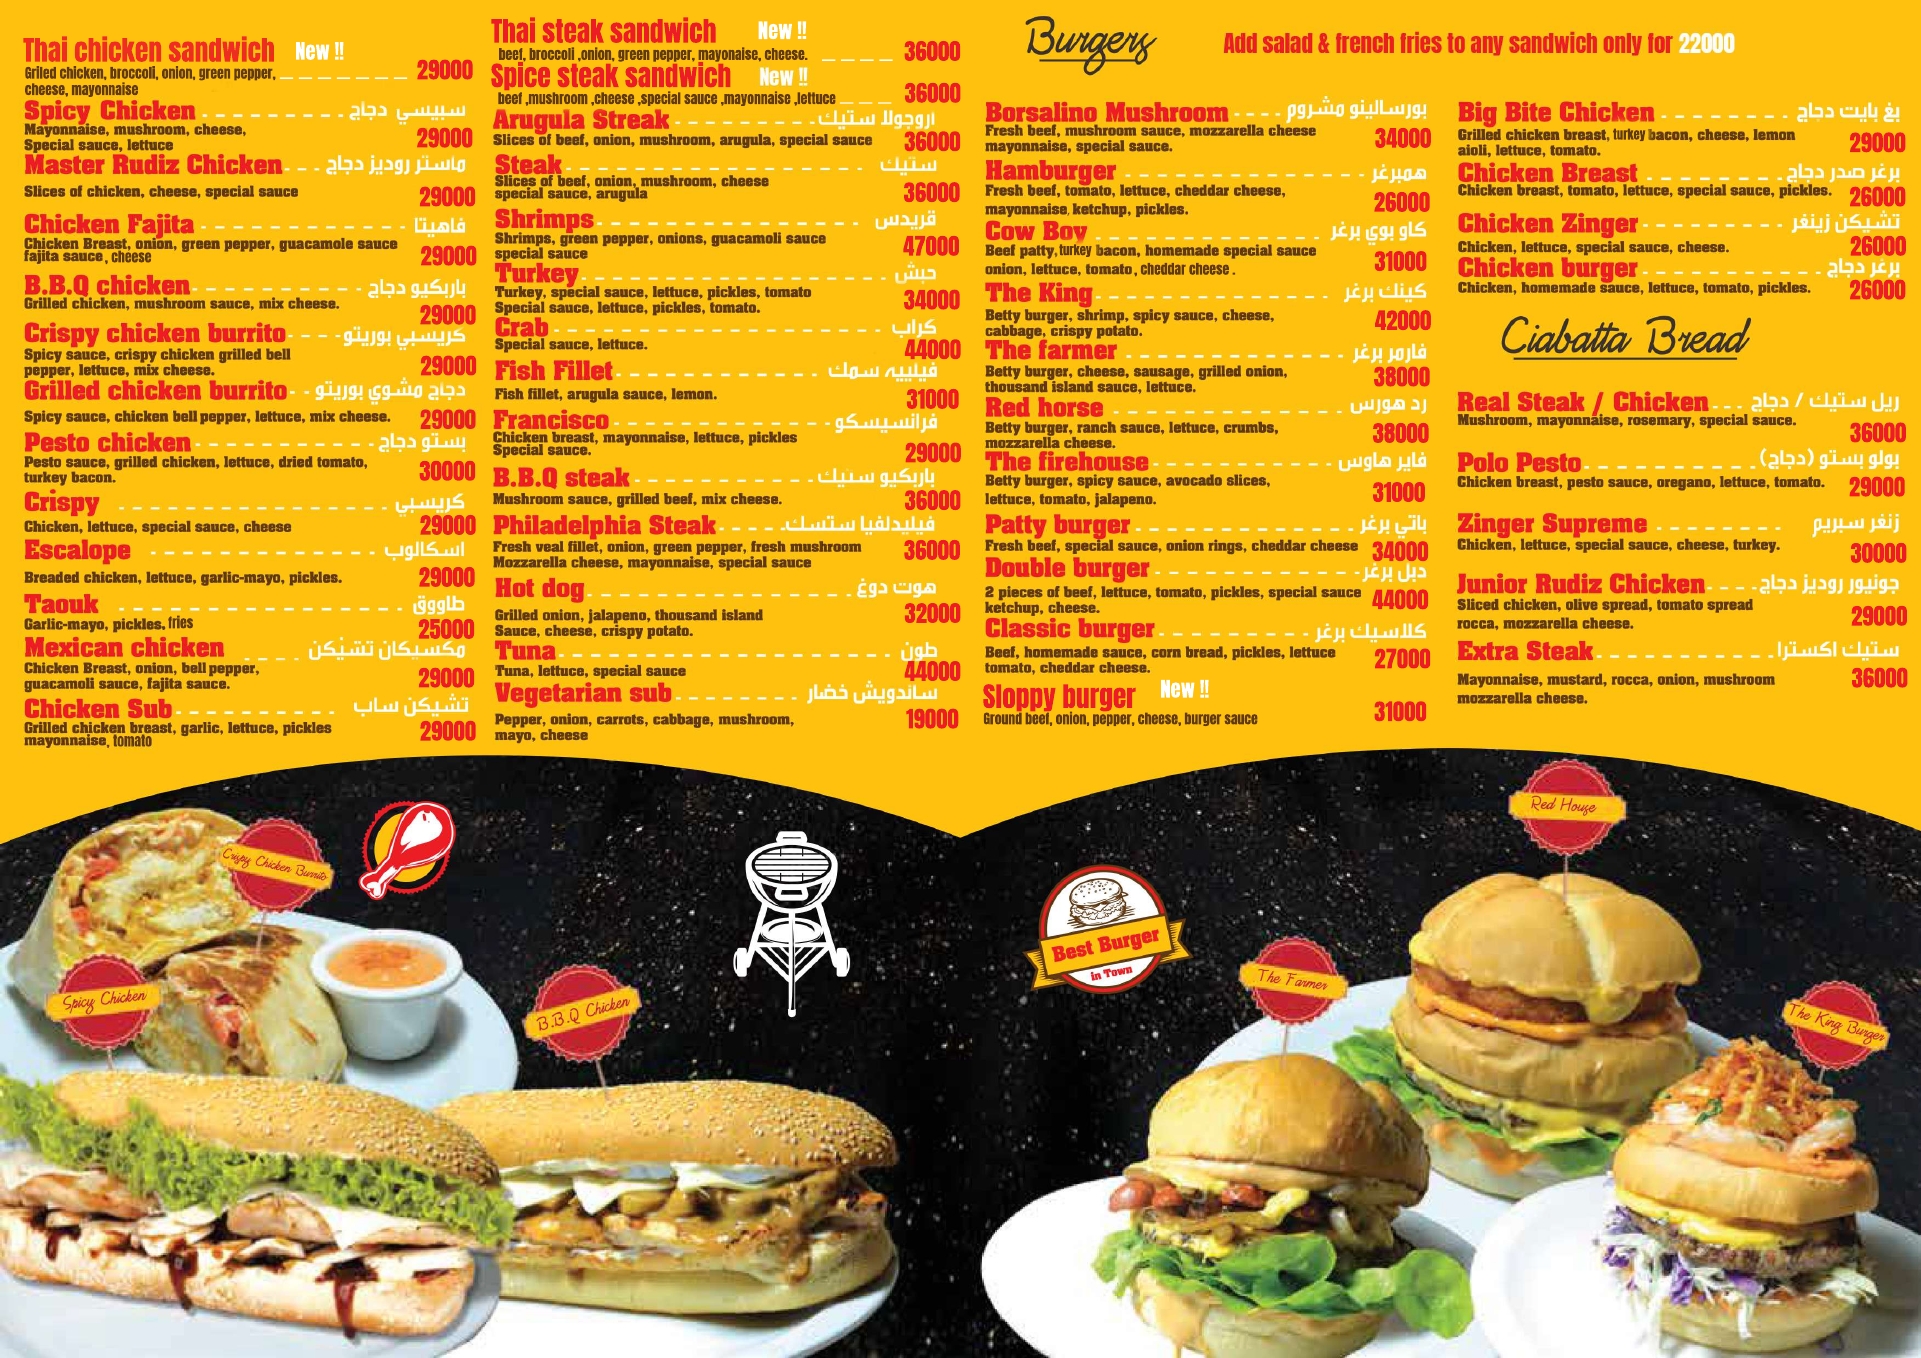 Thai chicken sandwich New !!
Griled chicken, broccoli, onion, green pepper, 29000
cheese, mayonnaise
Spicy Chicken سبيسي دجاج
Mayonnaise, mushroom, cheese,
Special sauce, lettuce 29000
Master Rudiz Chicken ماستر روديز دجاج
Slices of chicken, cheese, special sauce 29000
Chicken Fajita فاهيتا
Chicken Breast, onion, green pepper, guacamole sauce
fajita sauce, cheese 29000
B.B.Q chicken باربكيو دجاج
Grilled chicken, mushroom sauce, mix cheese.
29000
Crispy chicken burrito كريسبي بوريتو
Spicy sauce, crispy chicken grilled bell
pepper, lettuce, mix cheese. 29000
Grilled chicken burrito دجاج مشوي بوريتو
Spicy sauce, chicken bell pepper, lettuce, mix cheese. 29000
Pesto chicken بستو دجاج
Pesto sauce, grilled chicken, lettuce, dried tomato,
turkey bacon. 30000
Crispy كريسبي
Chicken, lettuce, special sauce, cheese 29000
Escalope اسكالوب
Breaded chicken, lettuce, garlic-mayo, pickles. 29000
Taouk طاووق
Garlic-mayo, pickles, fries 25000
Mexican chicken مكسيكان تشيكن
Chicken Breast, onion, bell pepper,
guacamoli sauce, fajita sauce. 29000
Chicken Sub تشيكن ساب
Grilled chicken breast, garlic, lettuce, pickles
mayonnaise, tomato 29000
Thai steak sandwich New !!
beef, broccoli ,onion, green pepper, mayonaise, cheese. 36000
Spice steak sandwich New !!
beef ,mushroom ,cheese ,special sauce ,mayonnaise ,lettuce 36000
Arugula Streak اروجولا ستيك
Slices of beef, onion, mushroom, arugula, special sauce 36000
Steak ستيك
Slices of beef, onion, mushroom, cheese
special sauce, arugula 36000
Shrimps قريدس
Shrimps, green pepper, onions, guacamoli sauce
special sauce 47000
Turkey حبش
Turkey, special sauce, lettuce, pickles, tomato
Special sauce, lettuce, pickles, tomato. 34000
Crab كراب
Special sauce, lettuce. 44000
Fish Fillet فيلييه سمك
Fish fillet, arugula sauce, lemon. 31000
Francisco فرانسيسكو
Chicken breast, mayonnaise, lettuce, pickles
Special sauce. 29000
B.B.Q steak باربكيو ستيك
Mushroom sauce, grilled beef, mix cheese. 36000
Philadelphia Steak فيليدلفيا ستسك
Fresh veal fillet, onion, green pepper, fresh mushroom 36000
Mozzarella cheese, mayonnaise, special sauce
Hot dog هوت دوغ
Grilled onion, jalapeno, thousand island 32000
Sauce, cheese, crispy potato.
Tuna طون
Tuna, lettuce, special sauce 44000
Vegetarian sub ساندويش خضار
Pepper, onion, carrots, cabbage, mushroom, 19000
mayo, cheese
Burgers
Add salad & french fries to any sandwich only for 22000
Borsalino Mushroom بورسالينو مشروم
Fresh beef, mushroom sauce, mozzarella cheese
mayonnaise, special sauce. 34000
Hamburger همبرغر
Fresh beef, tomato, lettuce, cheddar cheese,
mayonnaise, ketchup, pickles. 26000
Cow Boy كاو بوي برغر
Beef patty, turkey bacon, homemade special sauce
onion, lettuce, tomato, cheddar cheese . 31000
The King كينك برغر
Betty burger, shrimp, spicy sauce, cheese,
cabbage, crispy potato. 42000
The farmer فارمر برغر
Betty burger, cheese, sausage, grilled onion,
thousand island sauce, lettuce. 38000
Red horse رد هورس
Betty burger, ranch sauce, lettuce, crumbs,
mozzarella cheese. 38000
The firehouse فاير هاوس
Betty burger, spicy sauce, avocado slices,
lettuce, tomato, jalapeno. 31000
Patty burger باتي برغر
Fresh beef, special sauce, onion rings, cheddar cheese 34000
Double burger دبل برغر
2 pieces of beef, lettuce, tomato, pickles, special sauce
ketchup, cheese. 44000
Classic burger كلاسيك برغر
Beef, homemade sauce, corn bread, pickles, lettuce
tomato, cheddar cheese. 27000
Sloppy burger New !!
Ground beef, onion, pepper, cheese, burger sauce 31000
Big Bite Chicken بغ بايت دجاج
Grilled chicken breast, turkey bacon, cheese, lemon
aioli, lettuce, tomato. 29000
Chicken Breast برغر صدر دجاج
Chicken breast, tomato, lettuce, special sauce, pickles. 26000
Chicken Zinger تشيكن زينغر
Chicken, lettuce, special sauce, cheese. 26000
Chicken burger برغر دجاج
Chicken, homemade sauce, lettuce, tomato, pickles. 26000
Ciabatta Bread
Real Steak / Chicken ريل ستيك / دجاج
Mushroom, mayonnaise, rosemary, special sauce.
36000
Polo Pesto بولو بستو (دجاج)
Chicken breast, pesto sauce, oregano, lettuce, tomato. 29000
Zinger Supreme زنغر سبريم
Chicken, lettuce, special sauce, cheese, turkey. 30000
Junior Rudiz Chicken جونيور روديز دجاج
Sliced chicken, olive spread, tomato spread
rocca, mozzarella cheese. 29000
Extra Steak ستيك اكسترا
Mayonnaise, mustard, rocca, onion, mushroom 36000
mozzarella cheese.
Crispy Chicken Burrito
Spicy Chicken
B.B.Q Chicken
Best Burger
in Town
The Farmer
Red House
The King Burger